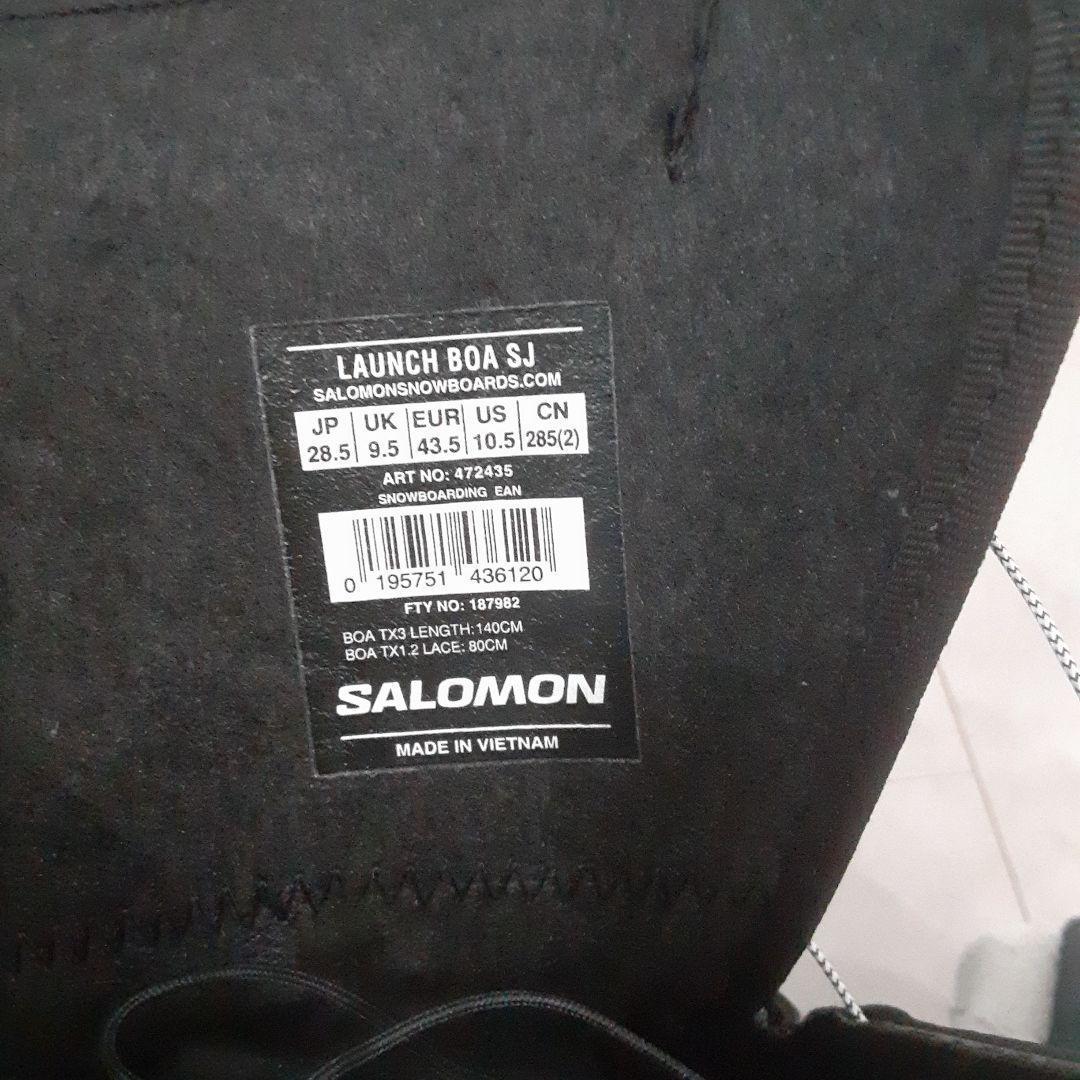 LAUNCH BOA SJ
SALOMONSNOWBOARDS.COM
JP UK EUR US CN
28.5 9.5 43.5 10.5 285(2)
ART NO: 472435
SNOWBOARDING EAN
0 195751 436120
FTY NO: 187982
BOA TX3 LENGTH:140CM
BOA TX1.2 LACE: 80CM
SALOMON
MADE IN VIETNAM